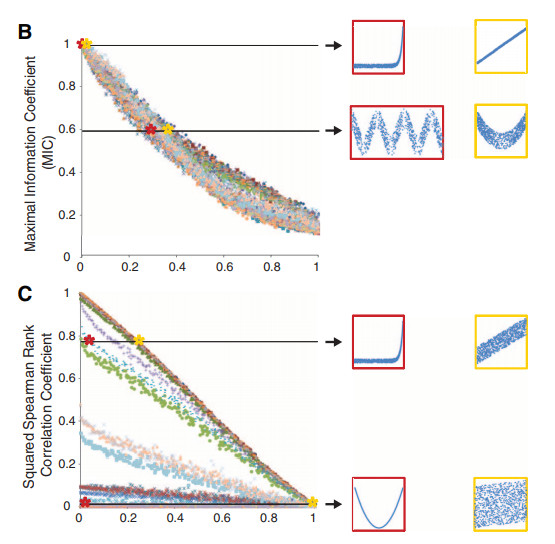 B
Maximal Information Coefficient
(MIC)
1
0.8
0.6
0.4
0.2
0
0 0.2 0.4 0.6 0.8 1
C
Squared Spearman Rank
Correlation Coefficient
1
0.8
0.6
0.4
0.2
0
0 0.2 0.4 0.6 0.8 1